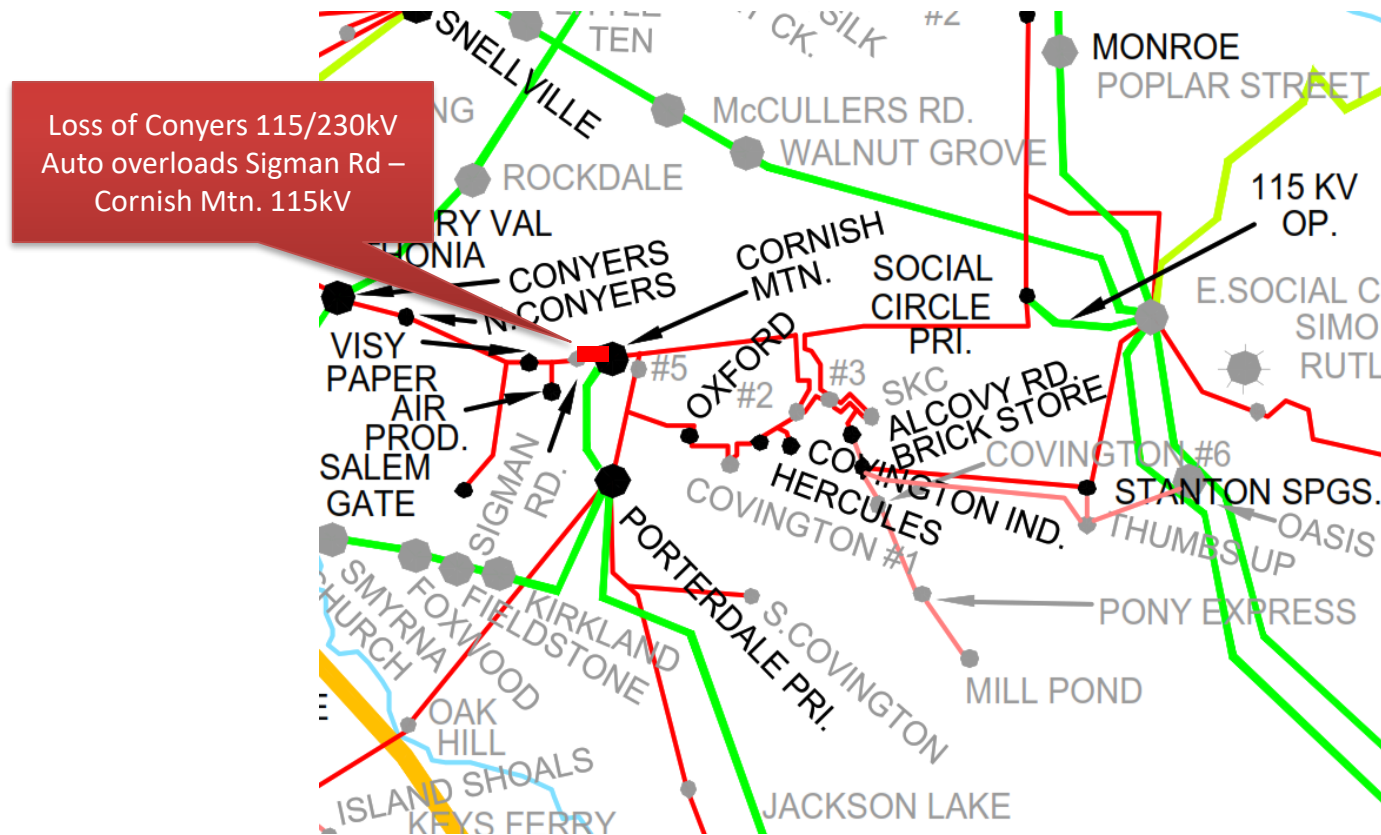 Loss of Conyers 115/230kV
Auto overloads Sigman Rd –
Cornish Mtn. 115kV
SNELLVILLE
TEN
CK.
SILK
#2
MONROE
POPLAR STREET
McCULLERS RD.
WALNUT GROVE
ROCKDALE
115 KV
OP.
RY VAL
HONIA
CONYERS
N.CONYERS
CORNISH
MTN.
SOCIAL
CIRCLE
PRI.
E.SOCIAL C
SIMO
RUTL
VISY
PAPER
AIR
PROD.
SALEM
GATE
SIGMAN
RD.
#5
OXFORD
#2
#3
SKC
ALCOVY RD.
BRICK STORE
COVINGTON #6
COVINGTON IND.
HERCULES
COVINGTON #1
STANTON SPGS.
OASIS
THUMBS UP
PONY EXPRESS
MILL POND
PORTERDALE PRI.
S.COVINGTON
KIRKLAND
FIELDSTONE
FOXWOOD
SMYRNA
CHURCH
OAK
HILL
ISLAND SHOALS
KEYS FERRY
JACKSON LAKE